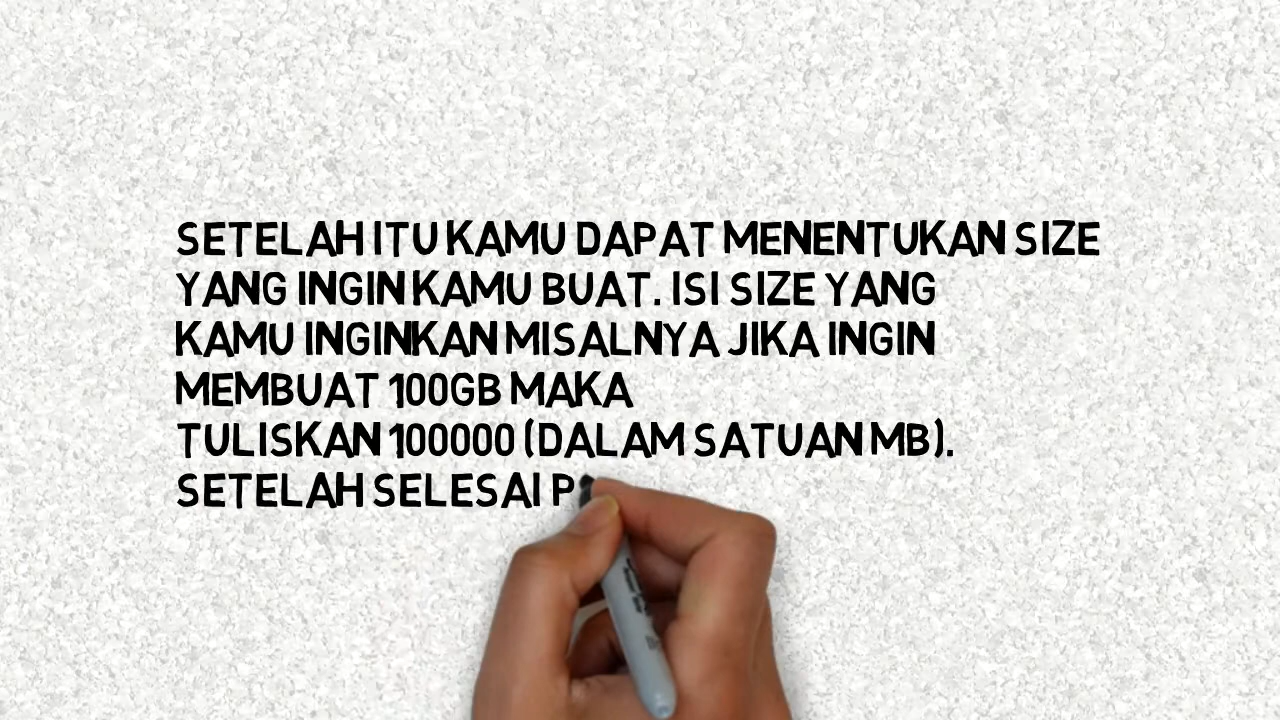 SETELAH ITU KAMU DAPAT MENENTUKAN SIZE
YANG INGIN KAMU BUAT. ISI SIZE YANG
KAMU INGINKAN MISALNYA JIKA INGIN
MEMBUAT 100GB MAKA
TULISKAN 100000 (DALAM SATUAN MB).
SETELAH SELESAI P